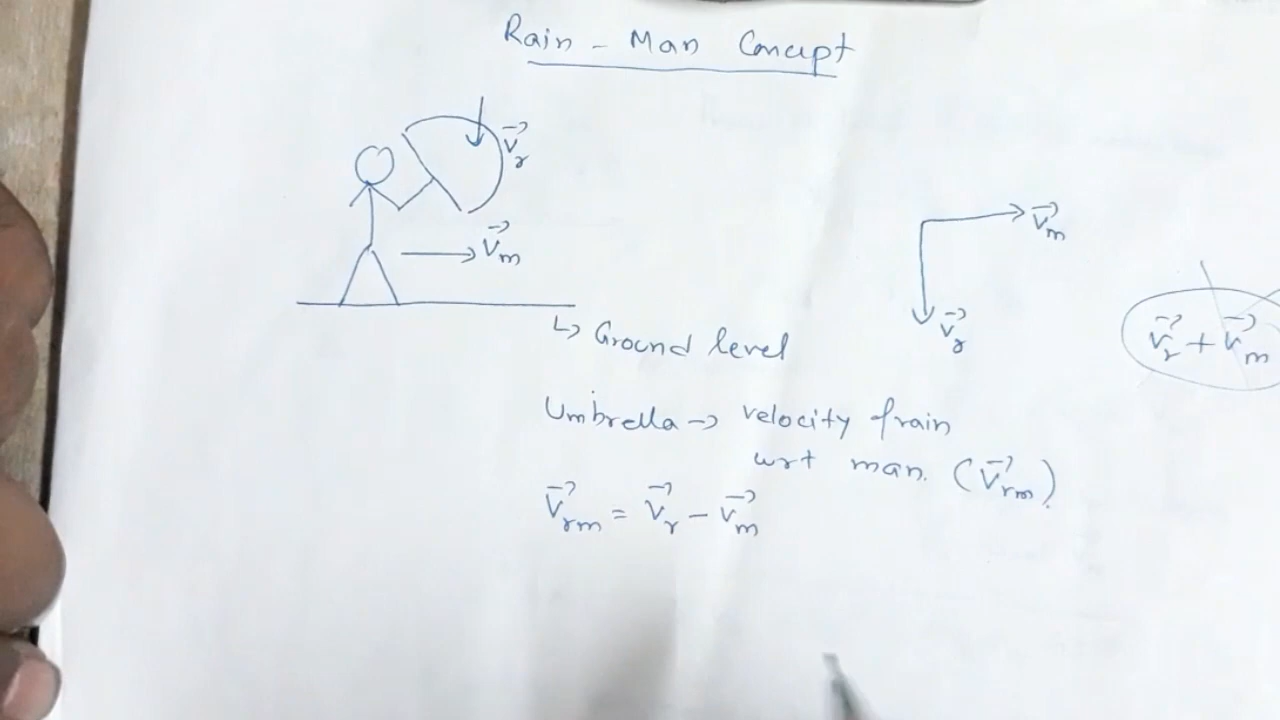 Rain - Man Concept
v⃗r
v⃗m
v⃗m
v⃗r
↳ Ground level
v⃗r + v⃗m
Umbrella → velocity of rain
wrt man. (v⃗rm).
v⃗rm = v⃗r - v⃗m